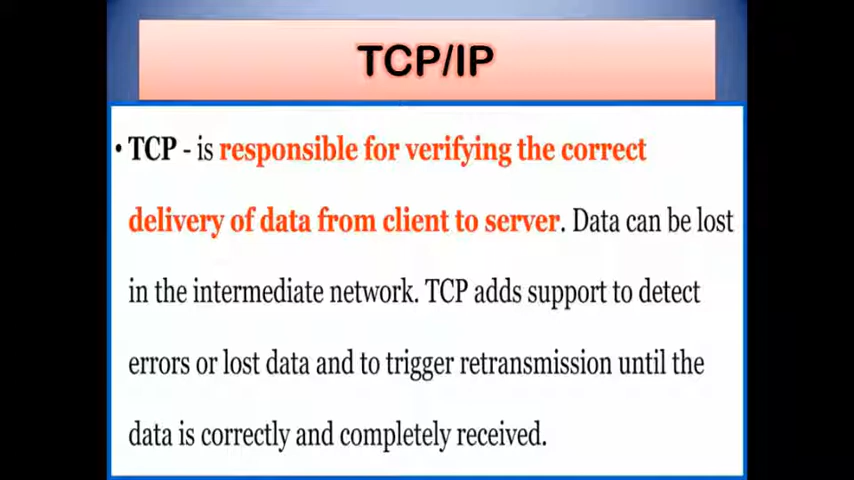 TCP/IP
• TCP - is responsible for verifying the correct
delivery of data from client to server. Data can be lost
in the intermediate network. TCP adds support to detect
errors or lost data and to trigger retransmission until the
data is correctly and completely received.